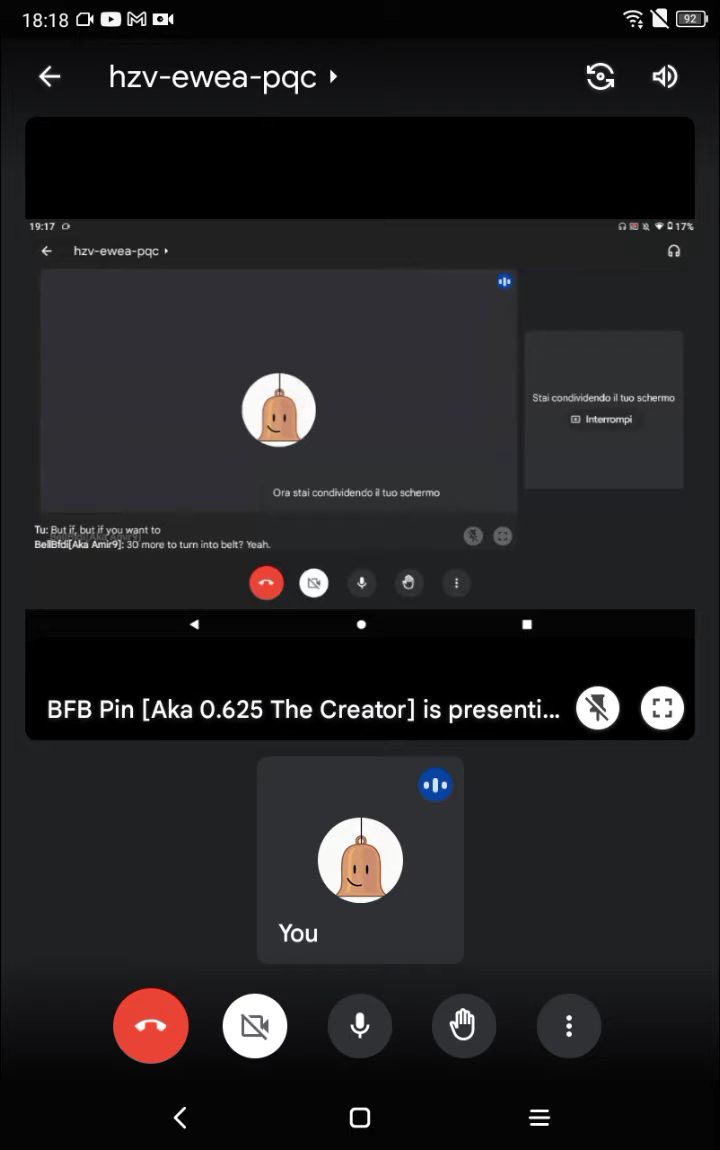 18:18
92
hzv-ewea-pqc
19:17
17%
hzv-ewea-pqc
Stai condividendo il tuo schermo
Interrompi
Ora stai condividendo il tuo schermo
Tu: But if, but if you want to
BellBfdi[Aka Amir9]: 30 more to turn into belt? Yeah.
BFB Pin [Aka 0.625 The Creator] is presenti...
You